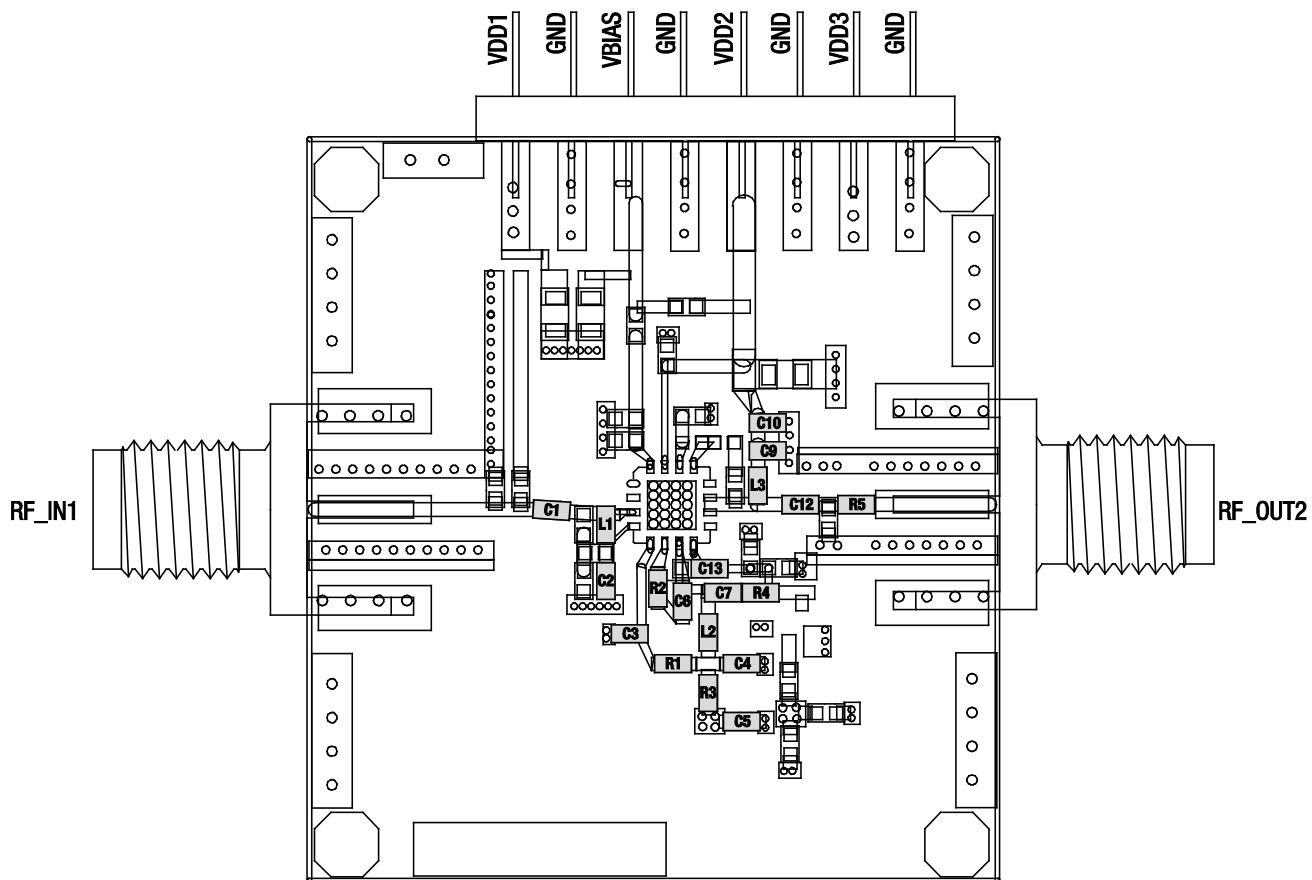 VDD1
GND
VBIAS
GND
VDD2
GND
VDD3
GND
C10
C9
L3
RF_IN1
C1
L1
C12
R5
RF_OUT2
C2
R2
C13
C6
C7
R4
C3
L2
R1
C4
R3
C5